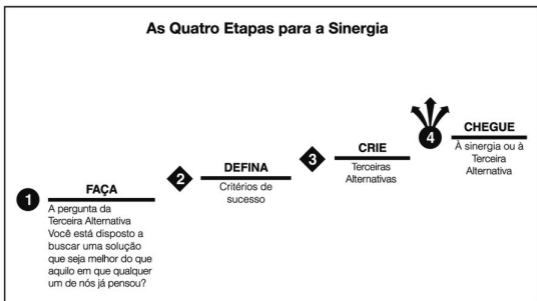 As Quatro Etapas para a Sinergia
1
FAÇA
A pergunta da
Terceira Alternativa
Você está disposto a
buscar uma solução
que seja melhor do que
aquilo em que qualquer
um de nós já pensou?
2
DEFINA
Critérios de
sucesso
3
CRIE
Terceiras
Alternativas
4
CHEGUE
À sinergia ou à
Terceira
Alternativa